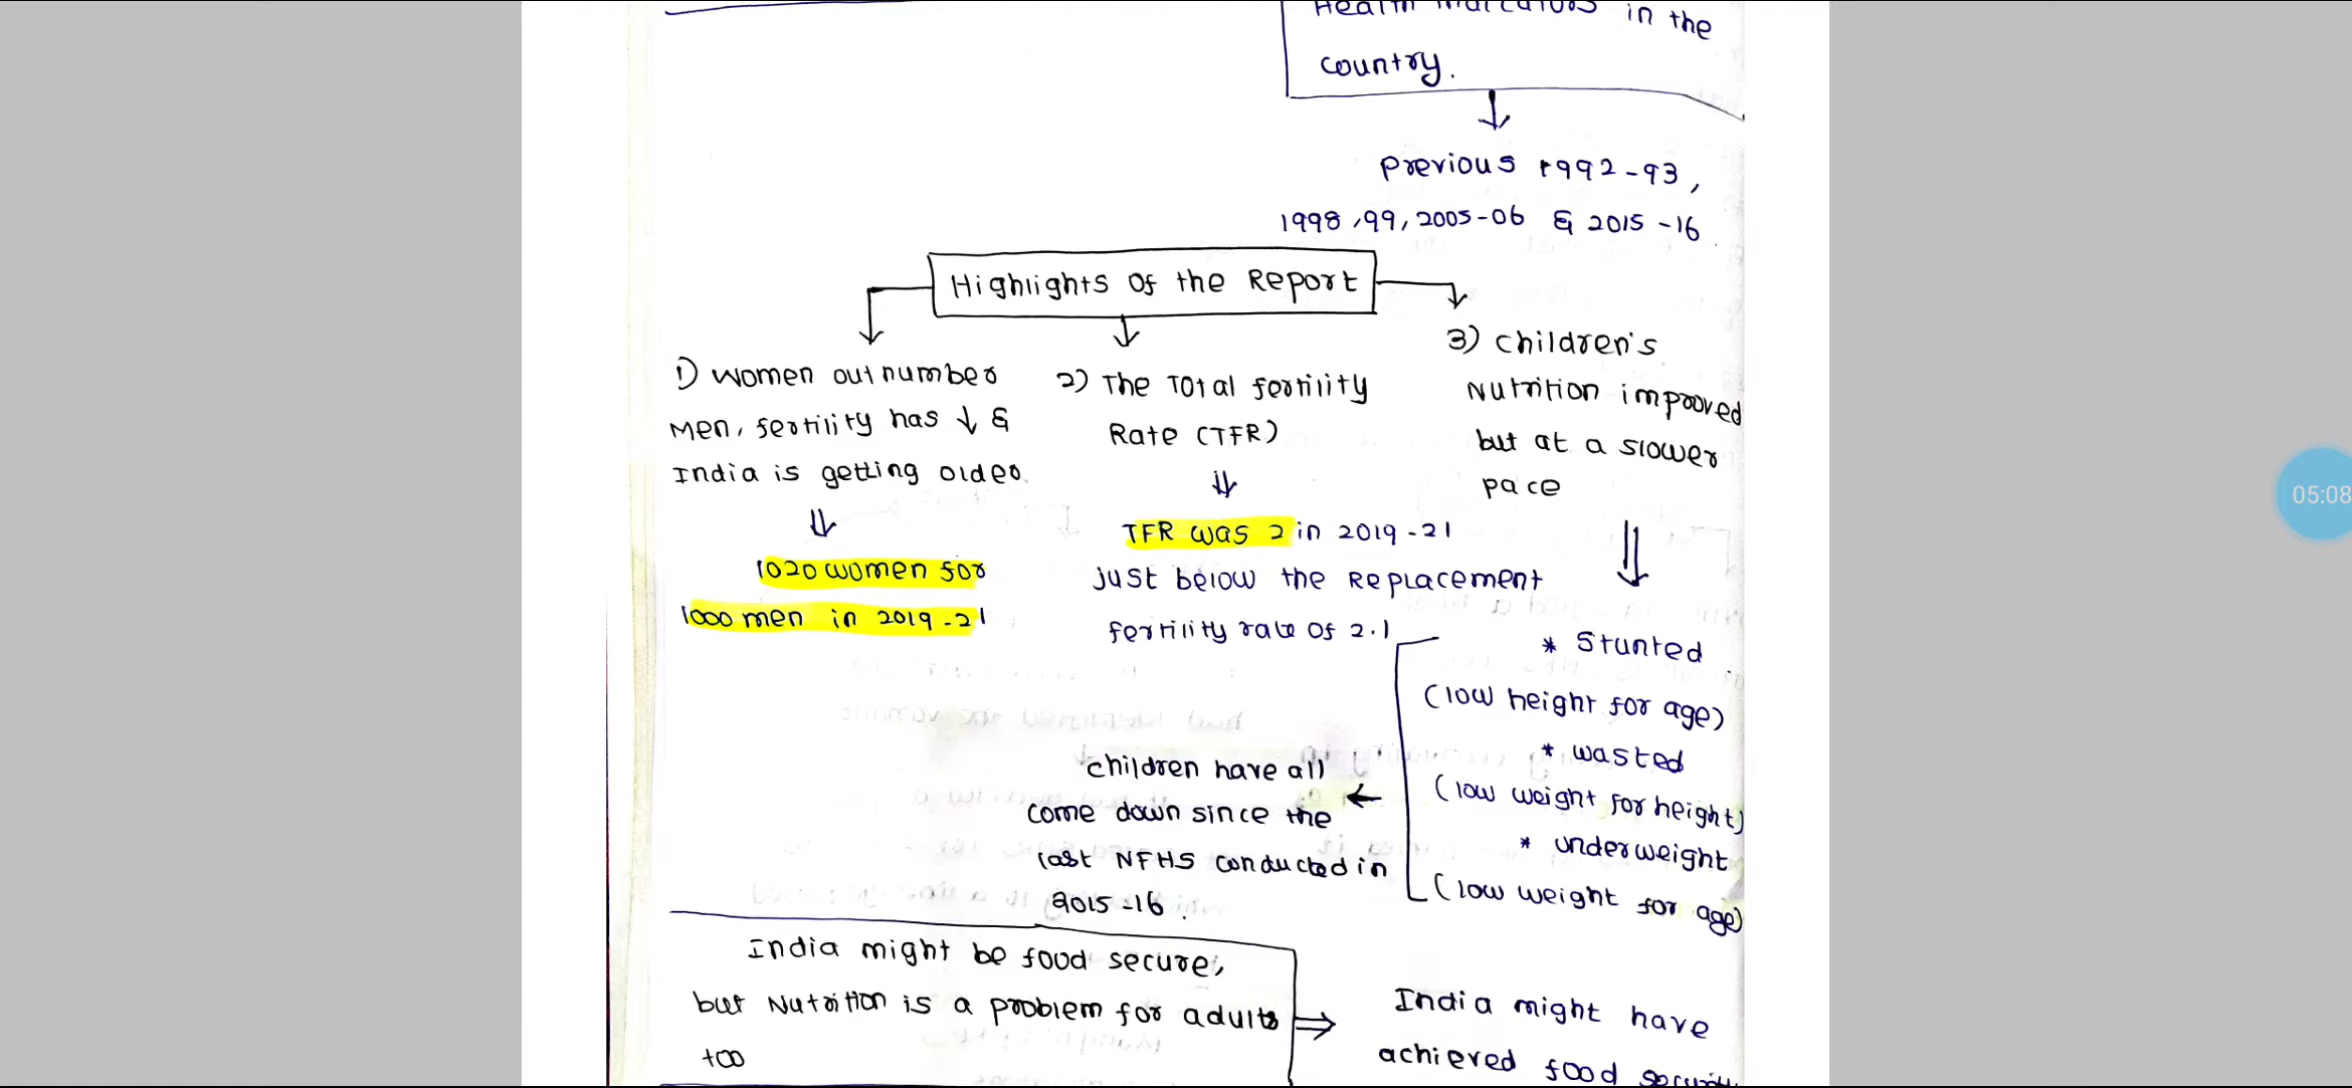 Health Indicators in the
country.
previous 1992-93,
1998,99, 2005-06 & 2015-16
Highlights of the Report
1) women outnumber
Men, fertility has ↓ &
India is getting older
1020 women for
1000 men in 2019-21
2) The Total fertility
Rate (TFR)
TFR was 2 in 2019-21
just below the Replacement
fertility rate of 2.1
3) children's
Nutrition improved
but at a slower
pace
* Stunted
(low height for age)
* wasted
(low weight for height)
* underweight
(low weight for age)
children have all
come down since the
last NFHS conducted in
2015-16.
India might be food secure,
but Nutrition is a problem for adults
too
India might have
achieved food security
05:08